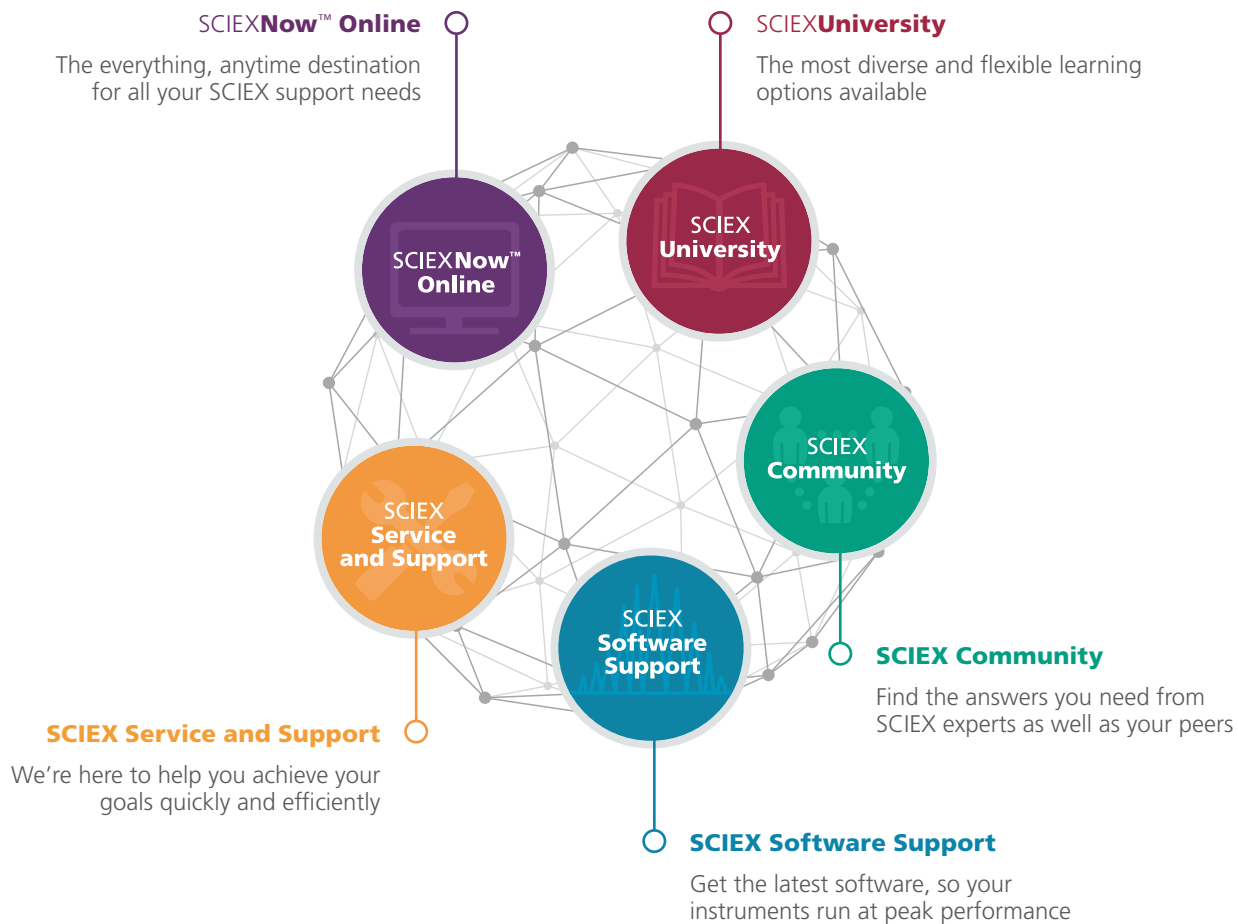 SCIEXNow™ Online
The everything, anytime destination
for all your SCIEX support needs
SCIEXUniversity
The most diverse and flexible learning
options available
SCIEXNow™
Online
SCIEX
University
SCIEX
Community
SCIEX
Service
and Support
SCIEX
Software
Support
SCIEX Community
Find the answers you need from
SCIEX experts as well as your peers
SCIEX Service and Support
We're here to help you achieve your
goals quickly and efficiently
SCIEX Software Support
Get the latest software, so your
instruments run at peak performance